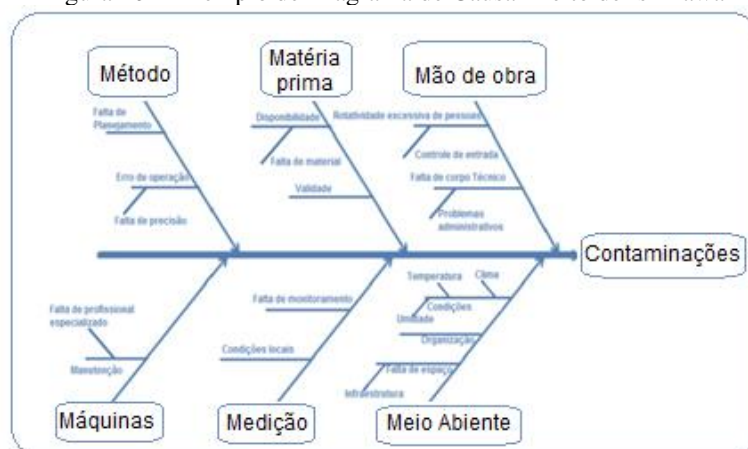 Método
Matéria
prima
Mão de obra
Falta de
Planejamento
Disponibilidade
Rotatividade excessiva de pessoas
Falta de material
Controle de entrada
Erro de operação
Validade
Falta de corpo Técnico
Falta de precisão
Problemas
administrativos
Contaminações
Temperatura
Clima
Falta de profissional
especializado
Falta de monitoramento
Condições
Umidade
Organização
Manutenção
Condições locais
Falta de espaço
Infraestrutura
Máquinas
Medição
Meio Abiente